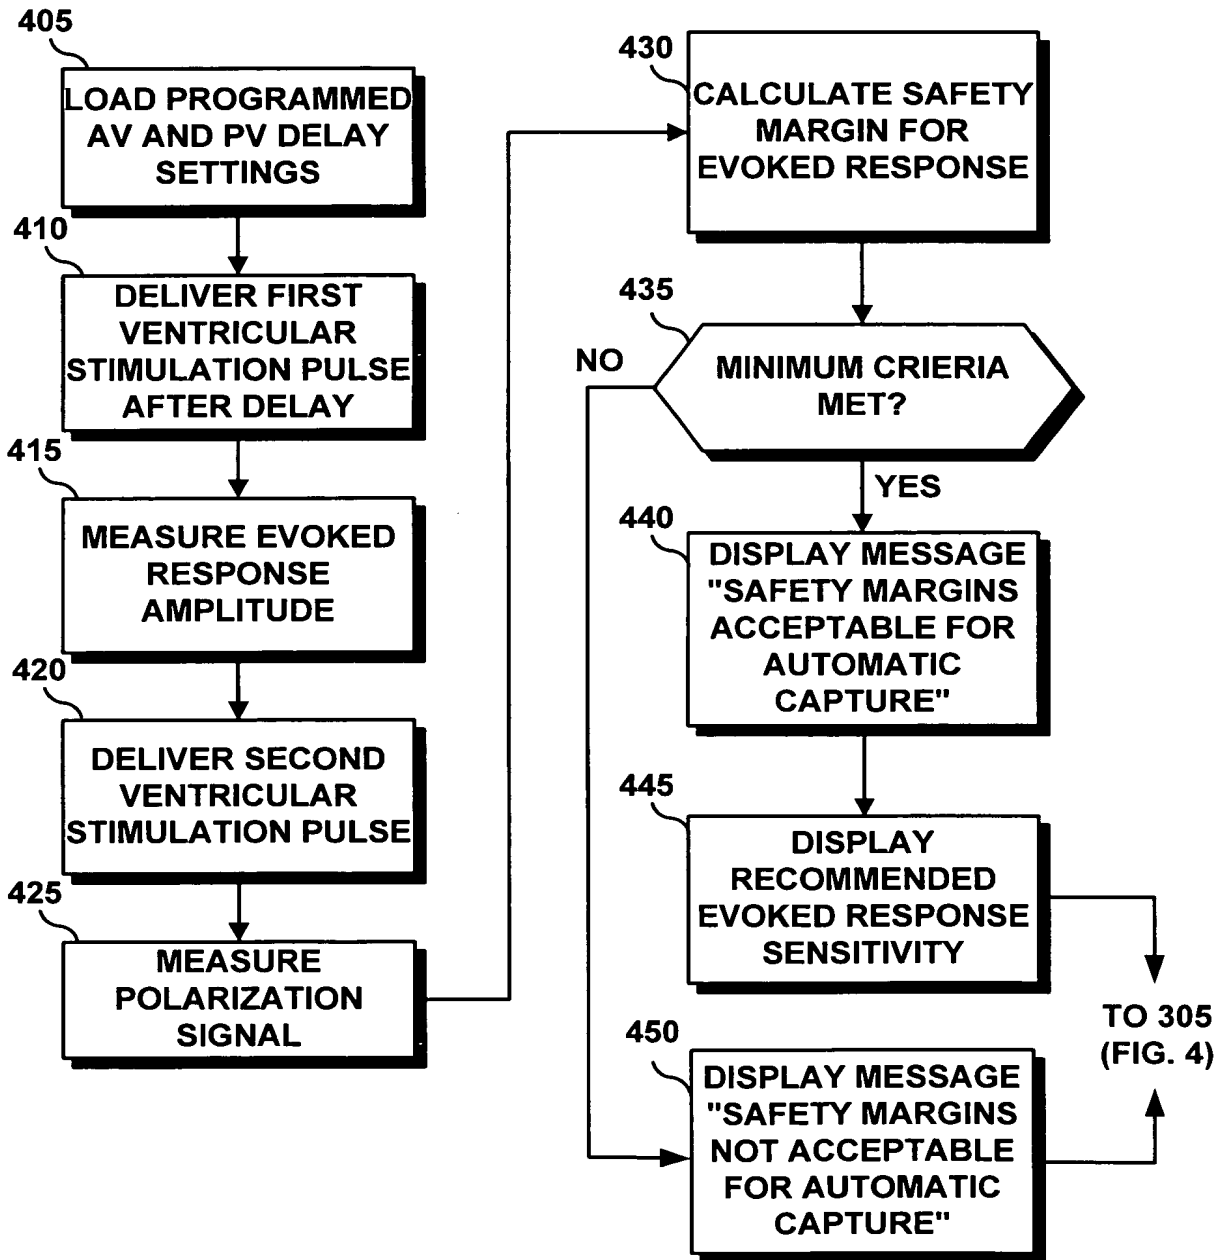 405
LOAD PROGRAMMED
AV AND PV DELAY
SETTINGS
410
DELIVER FIRST
VENTRICULAR
STIMULATION PULSE
AFTER DELAY
415
MEASURE EVOKED
RESPONSE
AMPLITUDE
420
DELIVER SECOND
VENTRICULAR
STIMULATION PULSE
425
MEASURE
POLARIZATION
SIGNAL
430
CALCULATE SAFETY
MARGIN FOR
EVOKED RESPONSE
435
NO
MINIMUM CRIERIA
MET?
YES
440
DISPLAY MESSAGE
"SAFETY MARGINS
ACCEPTABLE FOR
AUTOMATIC
CAPTURE"
445
DISPLAY
RECOMMENDED
EVOKED RESPONSE
SENSITIVITY
450
DISPLAY MESSAGE
"SAFETY MARGINS
NOT ACCEPTABLE
FOR AUTOMATIC
CAPTURE"
TO 305
(FIG. 4)